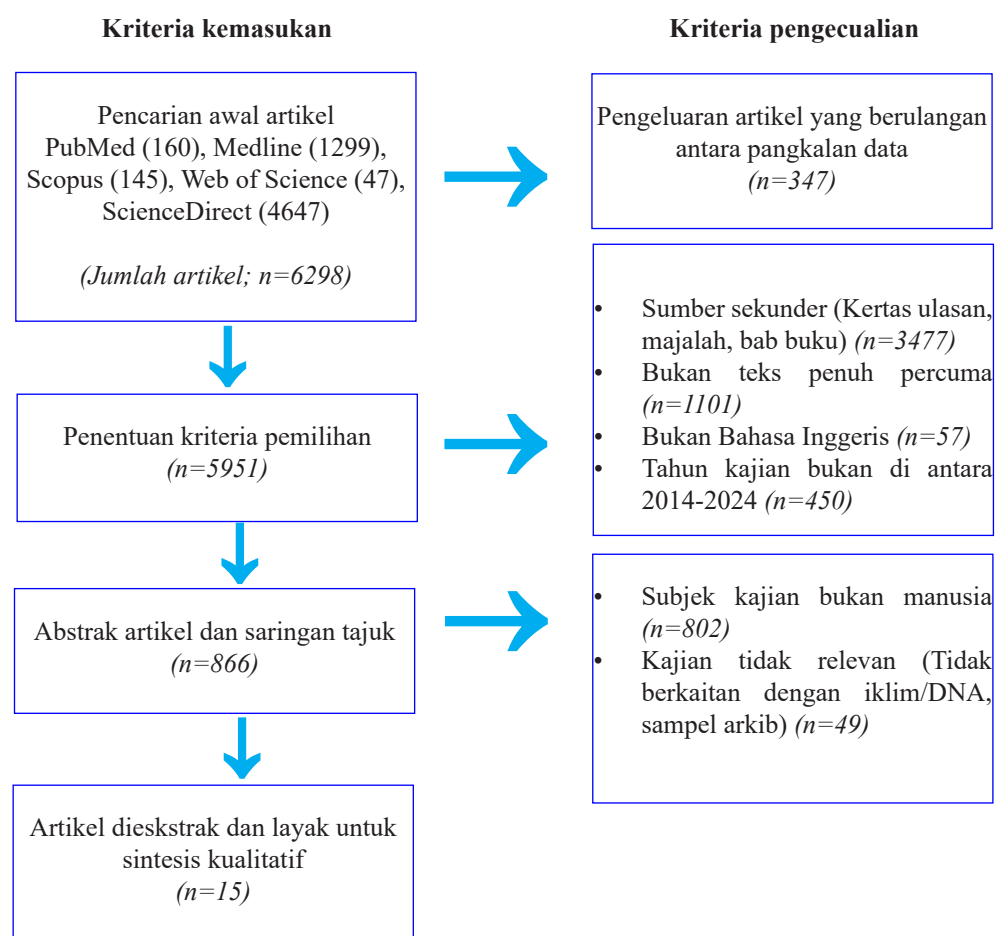 Kriteria kemasukan
Kriteria pengecualian
Pencarian awal artikel
PubMed (160), Medline (1299),
Scopus (145), Web of Science (47),
ScienceDirect (4647)
(Jumlah artikel; n=6298)
Pengeluaran artikel yang berulangan
antara pangkalan data
(n=347)
Penentuan kriteria pemilihan
(n=5951)
• Sumber sekunder (Kertas ulasan,
majalah, bab buku) (n=3477)
• Bukan teks penuh percuma
(n=1101)
• Bukan Bahasa Inggeris (n=57)
• Tahun kajian bukan di antara
2014-2024 (n=450)
Abstrak artikel dan saringan tajuk
(n=866)
• Subjek kajian bukan manusia
(n=802)
• Kajian tidak relevan (Tidak
berkaitan dengan iklim/DNA,
sampel arkib) (n=49)
Artikel dieskstrak dan layak untuk
sintesis kualitatif
(n=15)